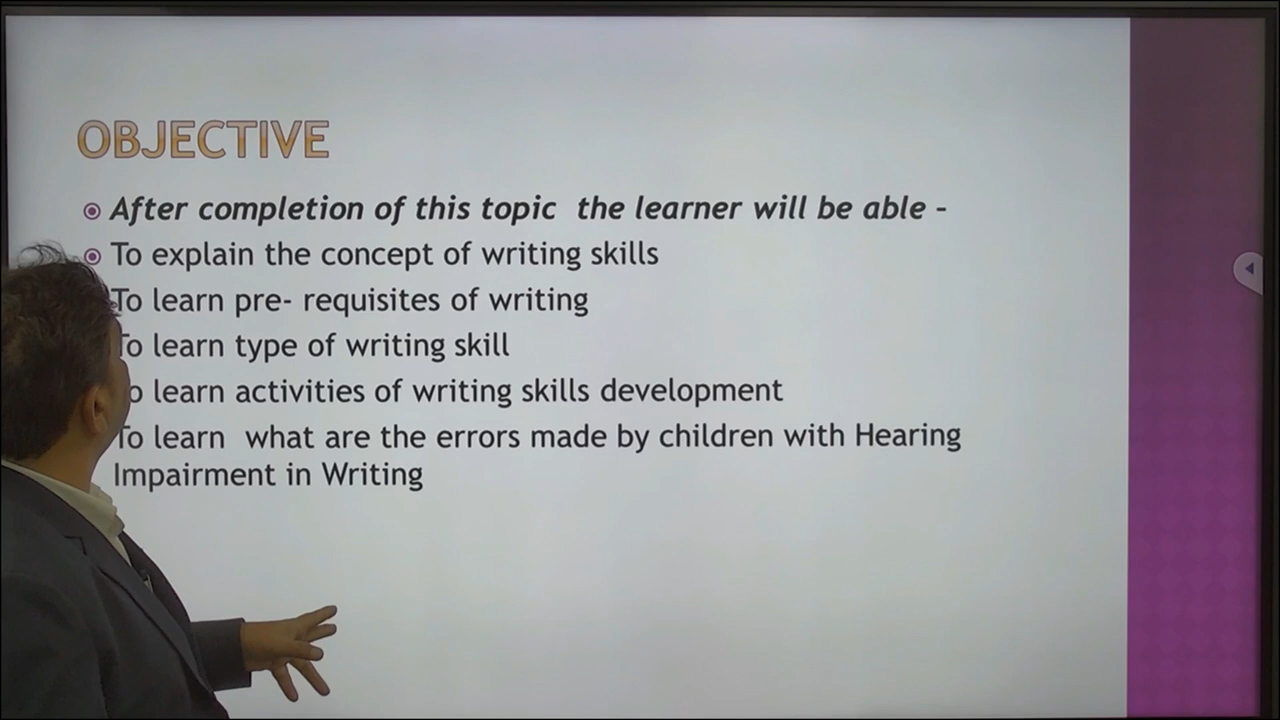 OBJECTIVE
After completion of this topic the learner will be able -
To explain the concept of writing skills
To learn pre- requisites of writing
To learn type of writing skill
To learn activities of writing skills development
To learn what are the errors made by children with Hearing
Impairment in Writing